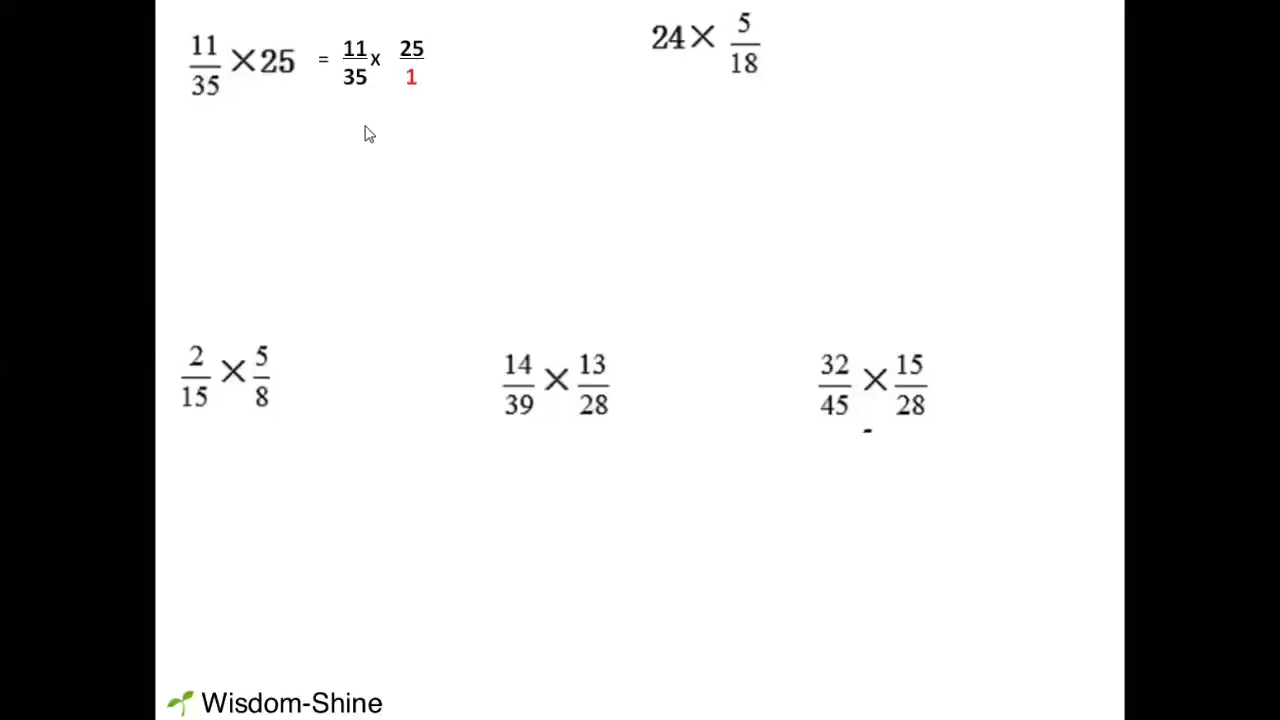 11/35 ×25 = 11/35 x 25/1
24× 5/18
2/15 × 5/8
14/39 × 13/28
32/45 × 15/28
Wisdom-Shine